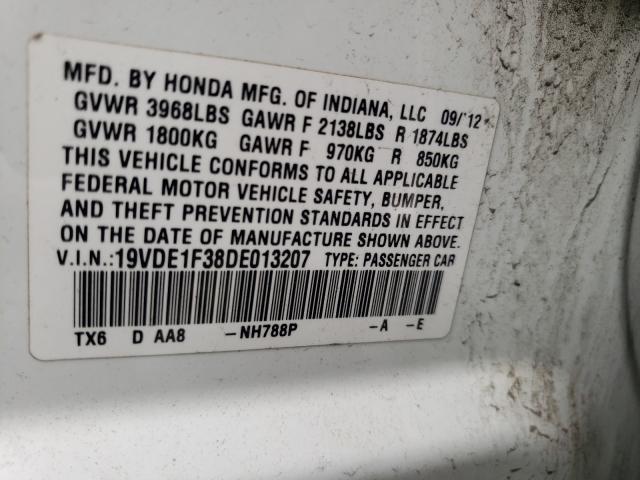 MFD. BY HONDA MFG. OF INDIANA, LLC 09/12
GVWR 3968LBS GAWR F 2138LBS R 1874LBS
GVWR 1800KG GAWR F 970KG R 850KG
THIS VEHICLE CONFORMS TO ALL APPLICABLE
FEDERAL MOTOR VEHICLE SAFETY, BUMPER,
AND THEFT PREVENTION STANDARDS IN EFFECT
ON THE DATE OF MANUFACTURE SHOWN ABOVE.
V.I.N.:19VDE1F38DE013207 TYPE: PASSENGER CAR
TX6 D AA8 -NH788P -A -E